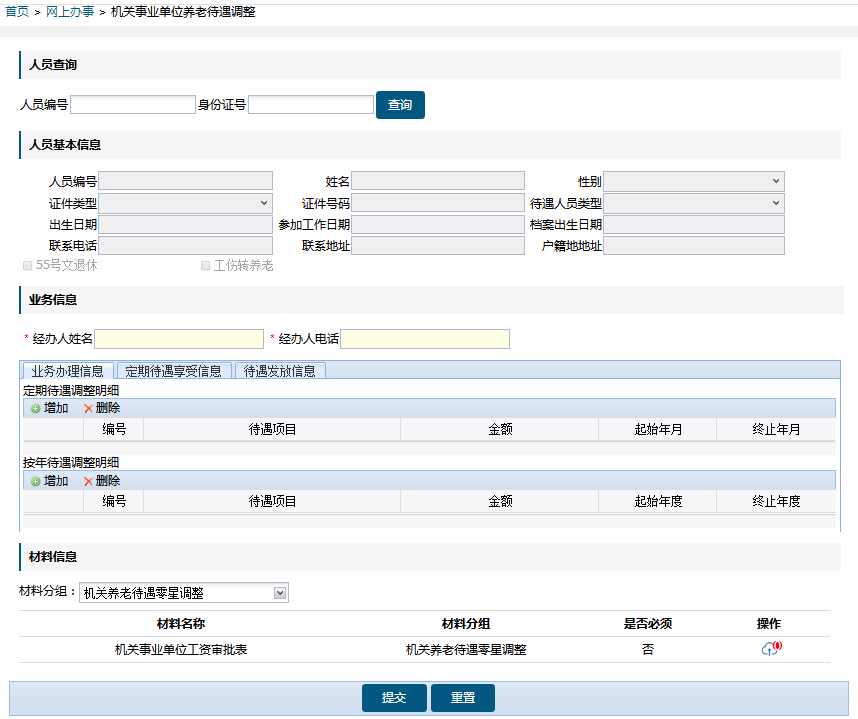 首页 > 网上办事 > 机关事业单位养老待遇调整
人员查询
人员编号 身份证号 查询
人员基本信息
人员编号 姓名 性别
证件类型 证件号码 待遇人员类型
出生日期 参加工作日期 档案出生日期
联系电话 联系地址 户籍地地址
55号文退休 工伤转养老
业务信息
* 经办人姓名 * 经办人电话
业务办理信息 定期待遇享受信息 待遇发放信息
定期待遇调整明细
增加 删除
编号 待遇项目 金额 起始年月 终止年月
按年待遇调整明细
增加 删除
编号 待遇项目 金额 起始年度 终止年度
材料信息
材料分组： 机关养老待遇零星调整
材料名称 材料分组 是否必须 操作
机关事业单位工资审批表 机关养老待遇零星调整 否 0
提交 重置